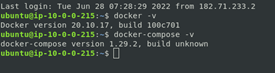 Last login: Tue Jun 28 07:28:29 2022 from 182.71.233.2
ubuntu@ip-10-0-0-215:~$ docker -v
Docker version 20.10.17, build 100c701
ubuntu@ip-10-0-0-215:~$ docker-compose -v
docker-compose version 1.29.2, build unknown
ubuntu@ip-10-0-0-215:~$